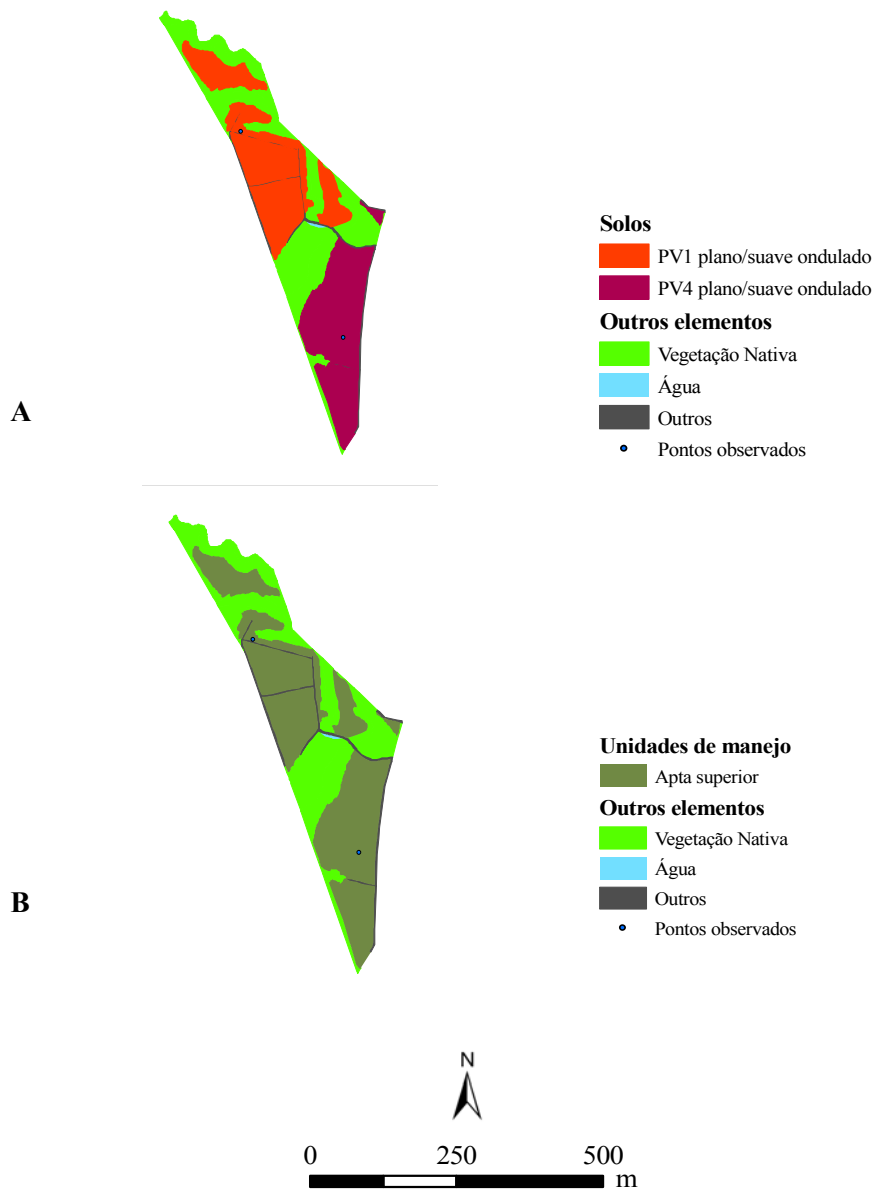 Solos
PV1 plano/suave ondulado
PV4 plano/suave ondulado
Outros elementos
Vegetação Nativa
Água
Outros
Pontos observados
A
Unidades de manejo
Apta superior
Outros elementos
Vegetação Nativa
Água
Outros
Pontos observados
B
N
0 250 500
m